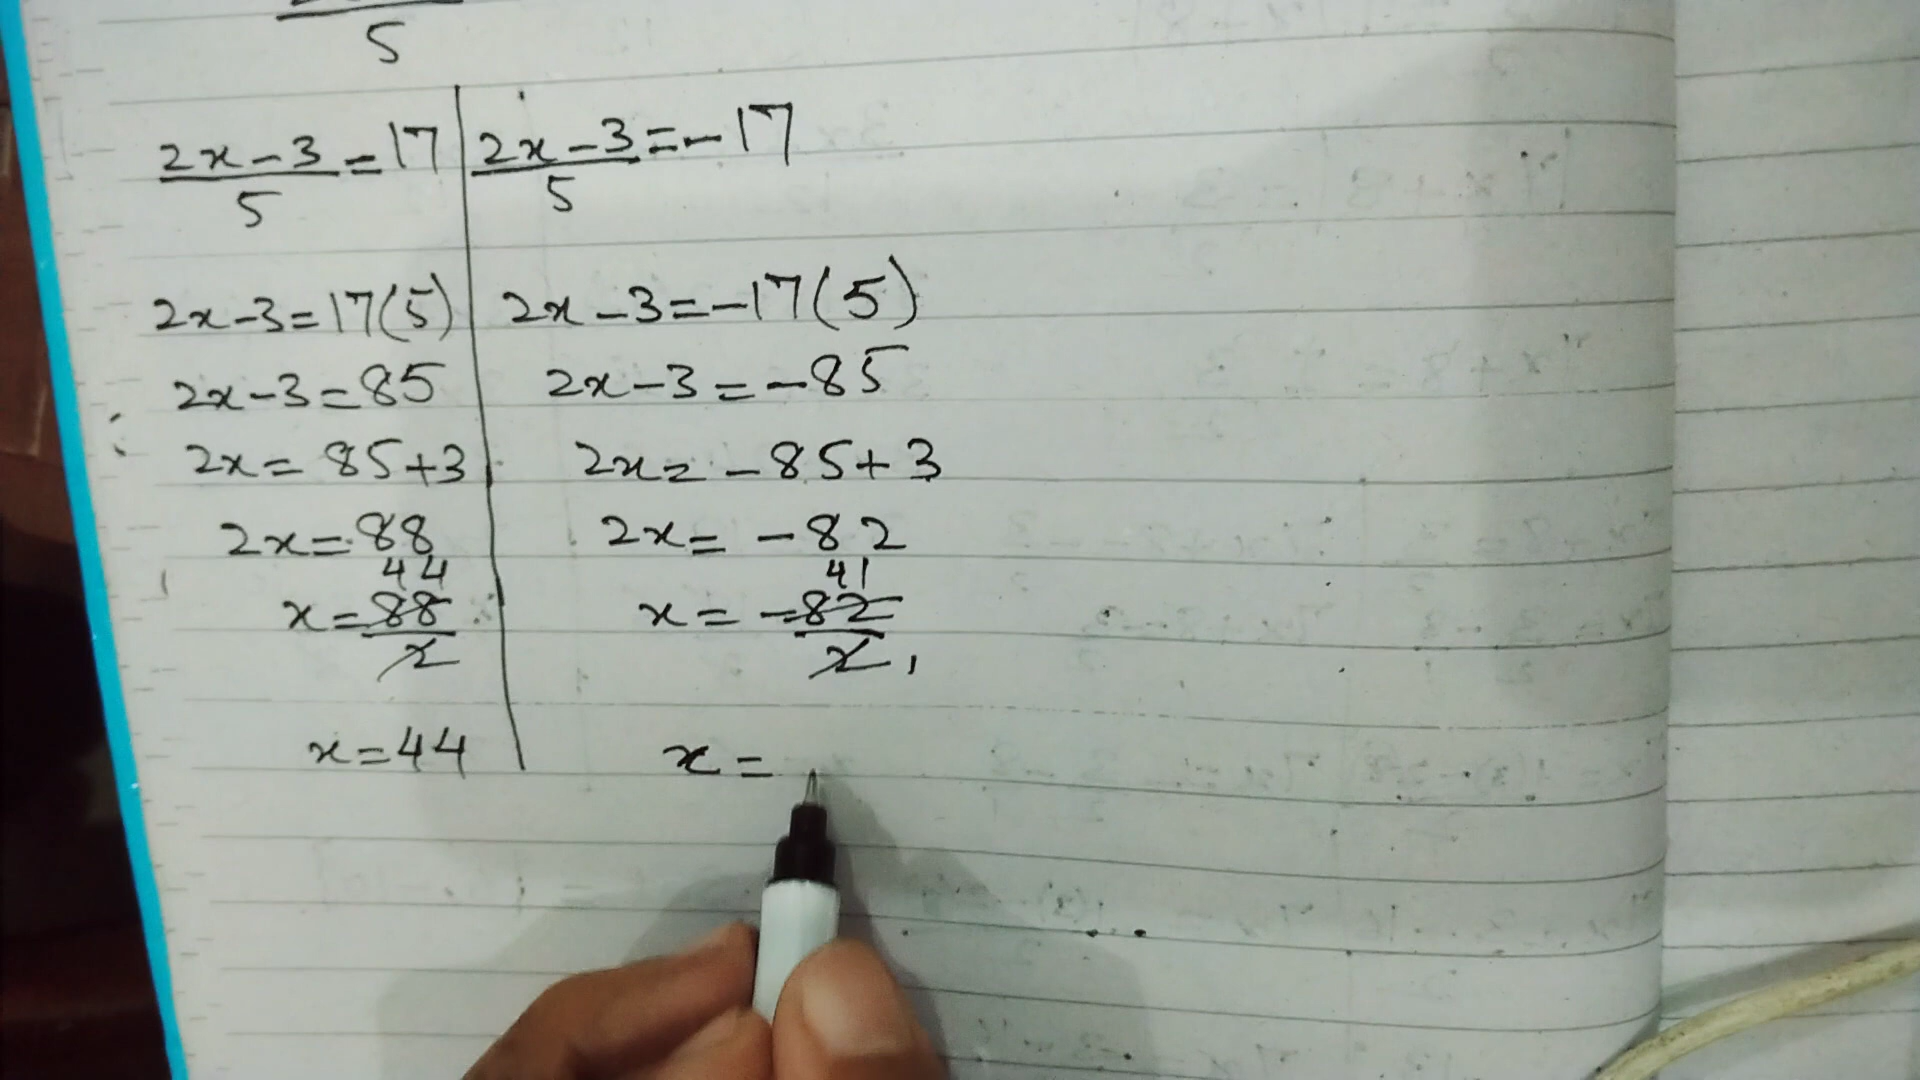 5
2x-3/5 = 17 | 2x-3/5 = -17
2x-3=17(5) | 2x-3=-17(5)
2x-3=85 | 2x-3=-85
2x=85+3 | 2x=-85+3
2x=88 | 2x=-82
44 | 41
x=88/2 | x=-82/2
x=44 | x=